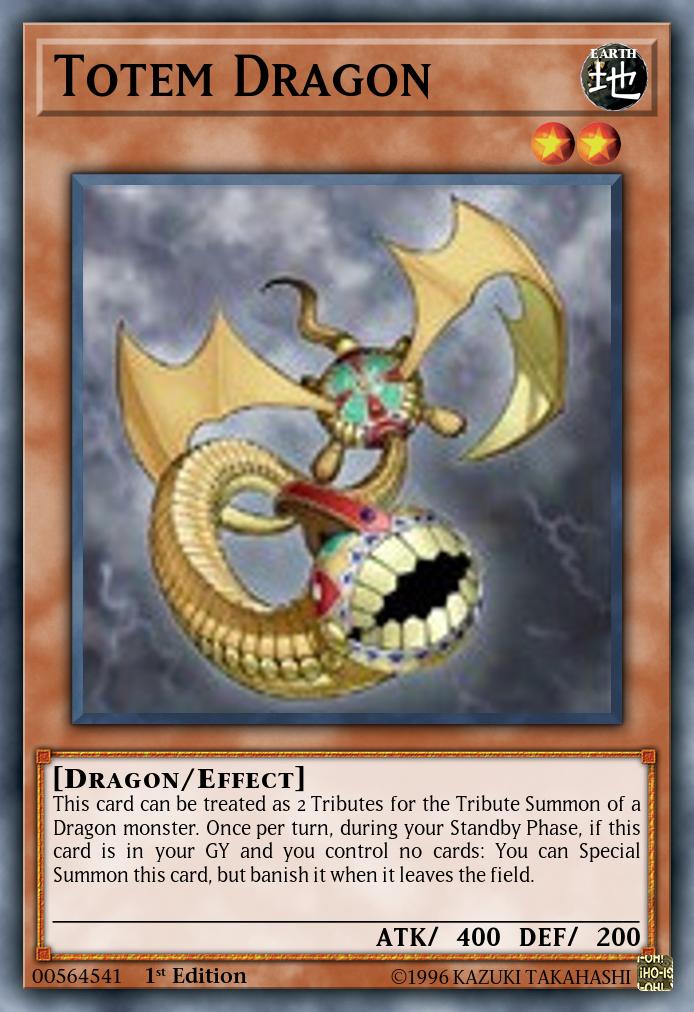 TOTEM DRAGON
EARTH
地
[DRAGON/EFFECT]
This card can be treated as 2 Tributes for the Tribute Summon of a
Dragon monster. Once per turn, during your Standby Phase, if this
card is in your GY and you control no cards: You can Special
Summon this card, but banish it when it leaves the field.
ATK/ 400 DEF/ 200
00564541 1st Edition ©1996 KAZUKI TAKAHASHI